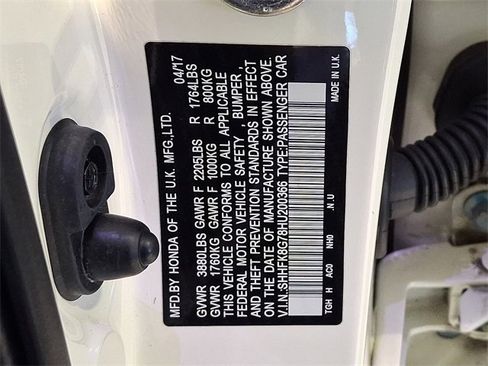 MFD.BY HONDA OF THE U.K. MFG.,LTD. 04/17
GVWR 3880LBS GAWR F 2205LBS R 1764LBS
GVWR 1760KG GAWR F 1000KG R 800KG
THIS VEHICLE CONFORMS TO ALL APPLICABLE
FEDERAL MOTOR VEHICLE SAFETY , BUMPER ,
AND THEFT PREVENTION STANDARDS IN EFFECT
ON THE DATE OF MANUFACTURE SHOWN ABOVE.
V.I.N.:SHHFK8G78HU200366 TYPE:PASSENGER CAR
TGH H AC0 NH0 .N.U MADE IN U.K.